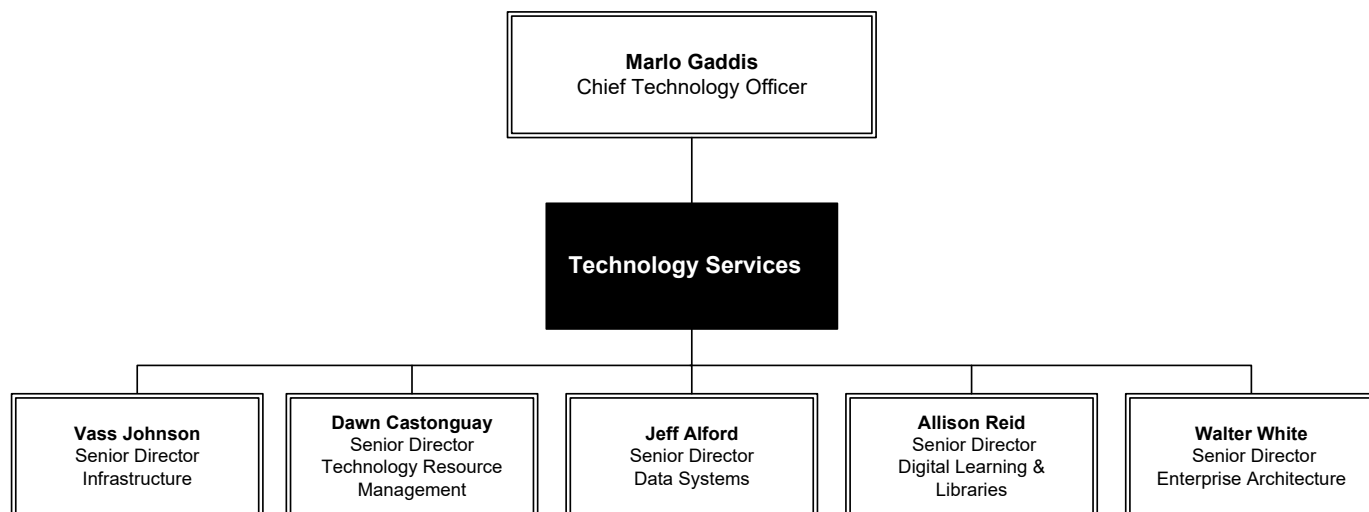 Marlo Gaddis
Chief Technology Officer
Technology Services
Vass Johnson
Senior Director
Infrastructure
Dawn Castonguay
Senior Director
Technology Resource
Management
Jeff Alford
Senior Director
Data Systems
Allison Reid
Senior Director
Digital Learning &
Libraries
Walter White
Senior Director
Enterprise Architecture